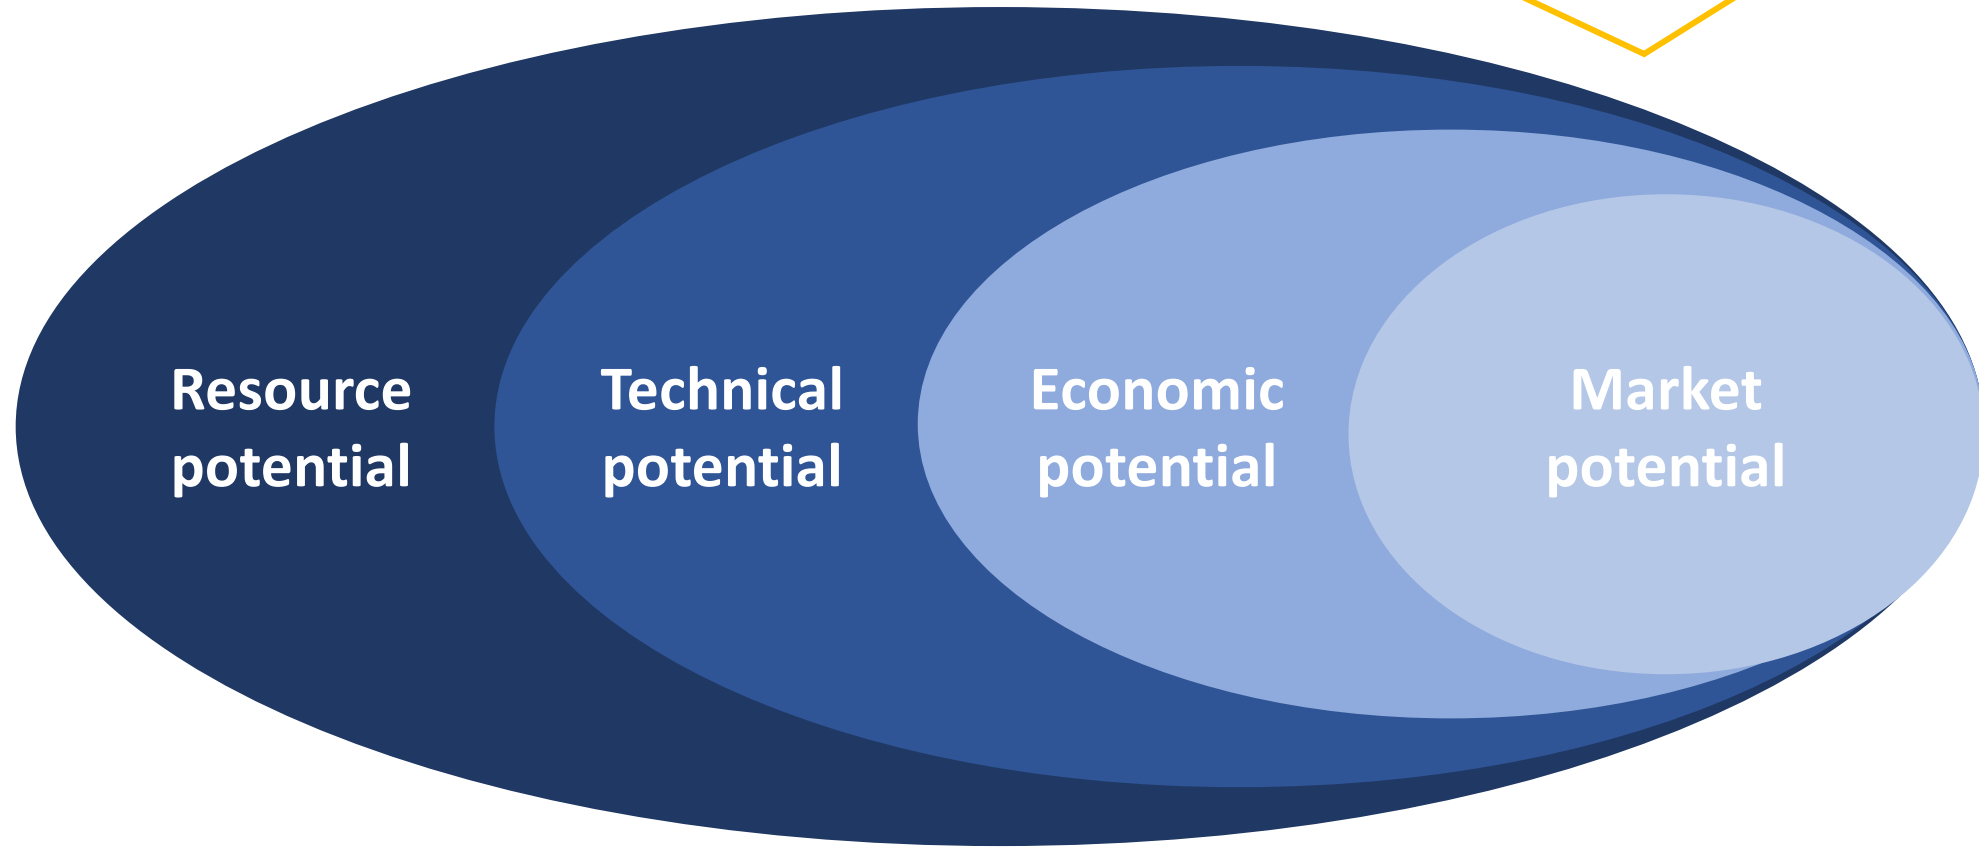 Resource
potential
Technical
potential
Economic
potential
Market
potential